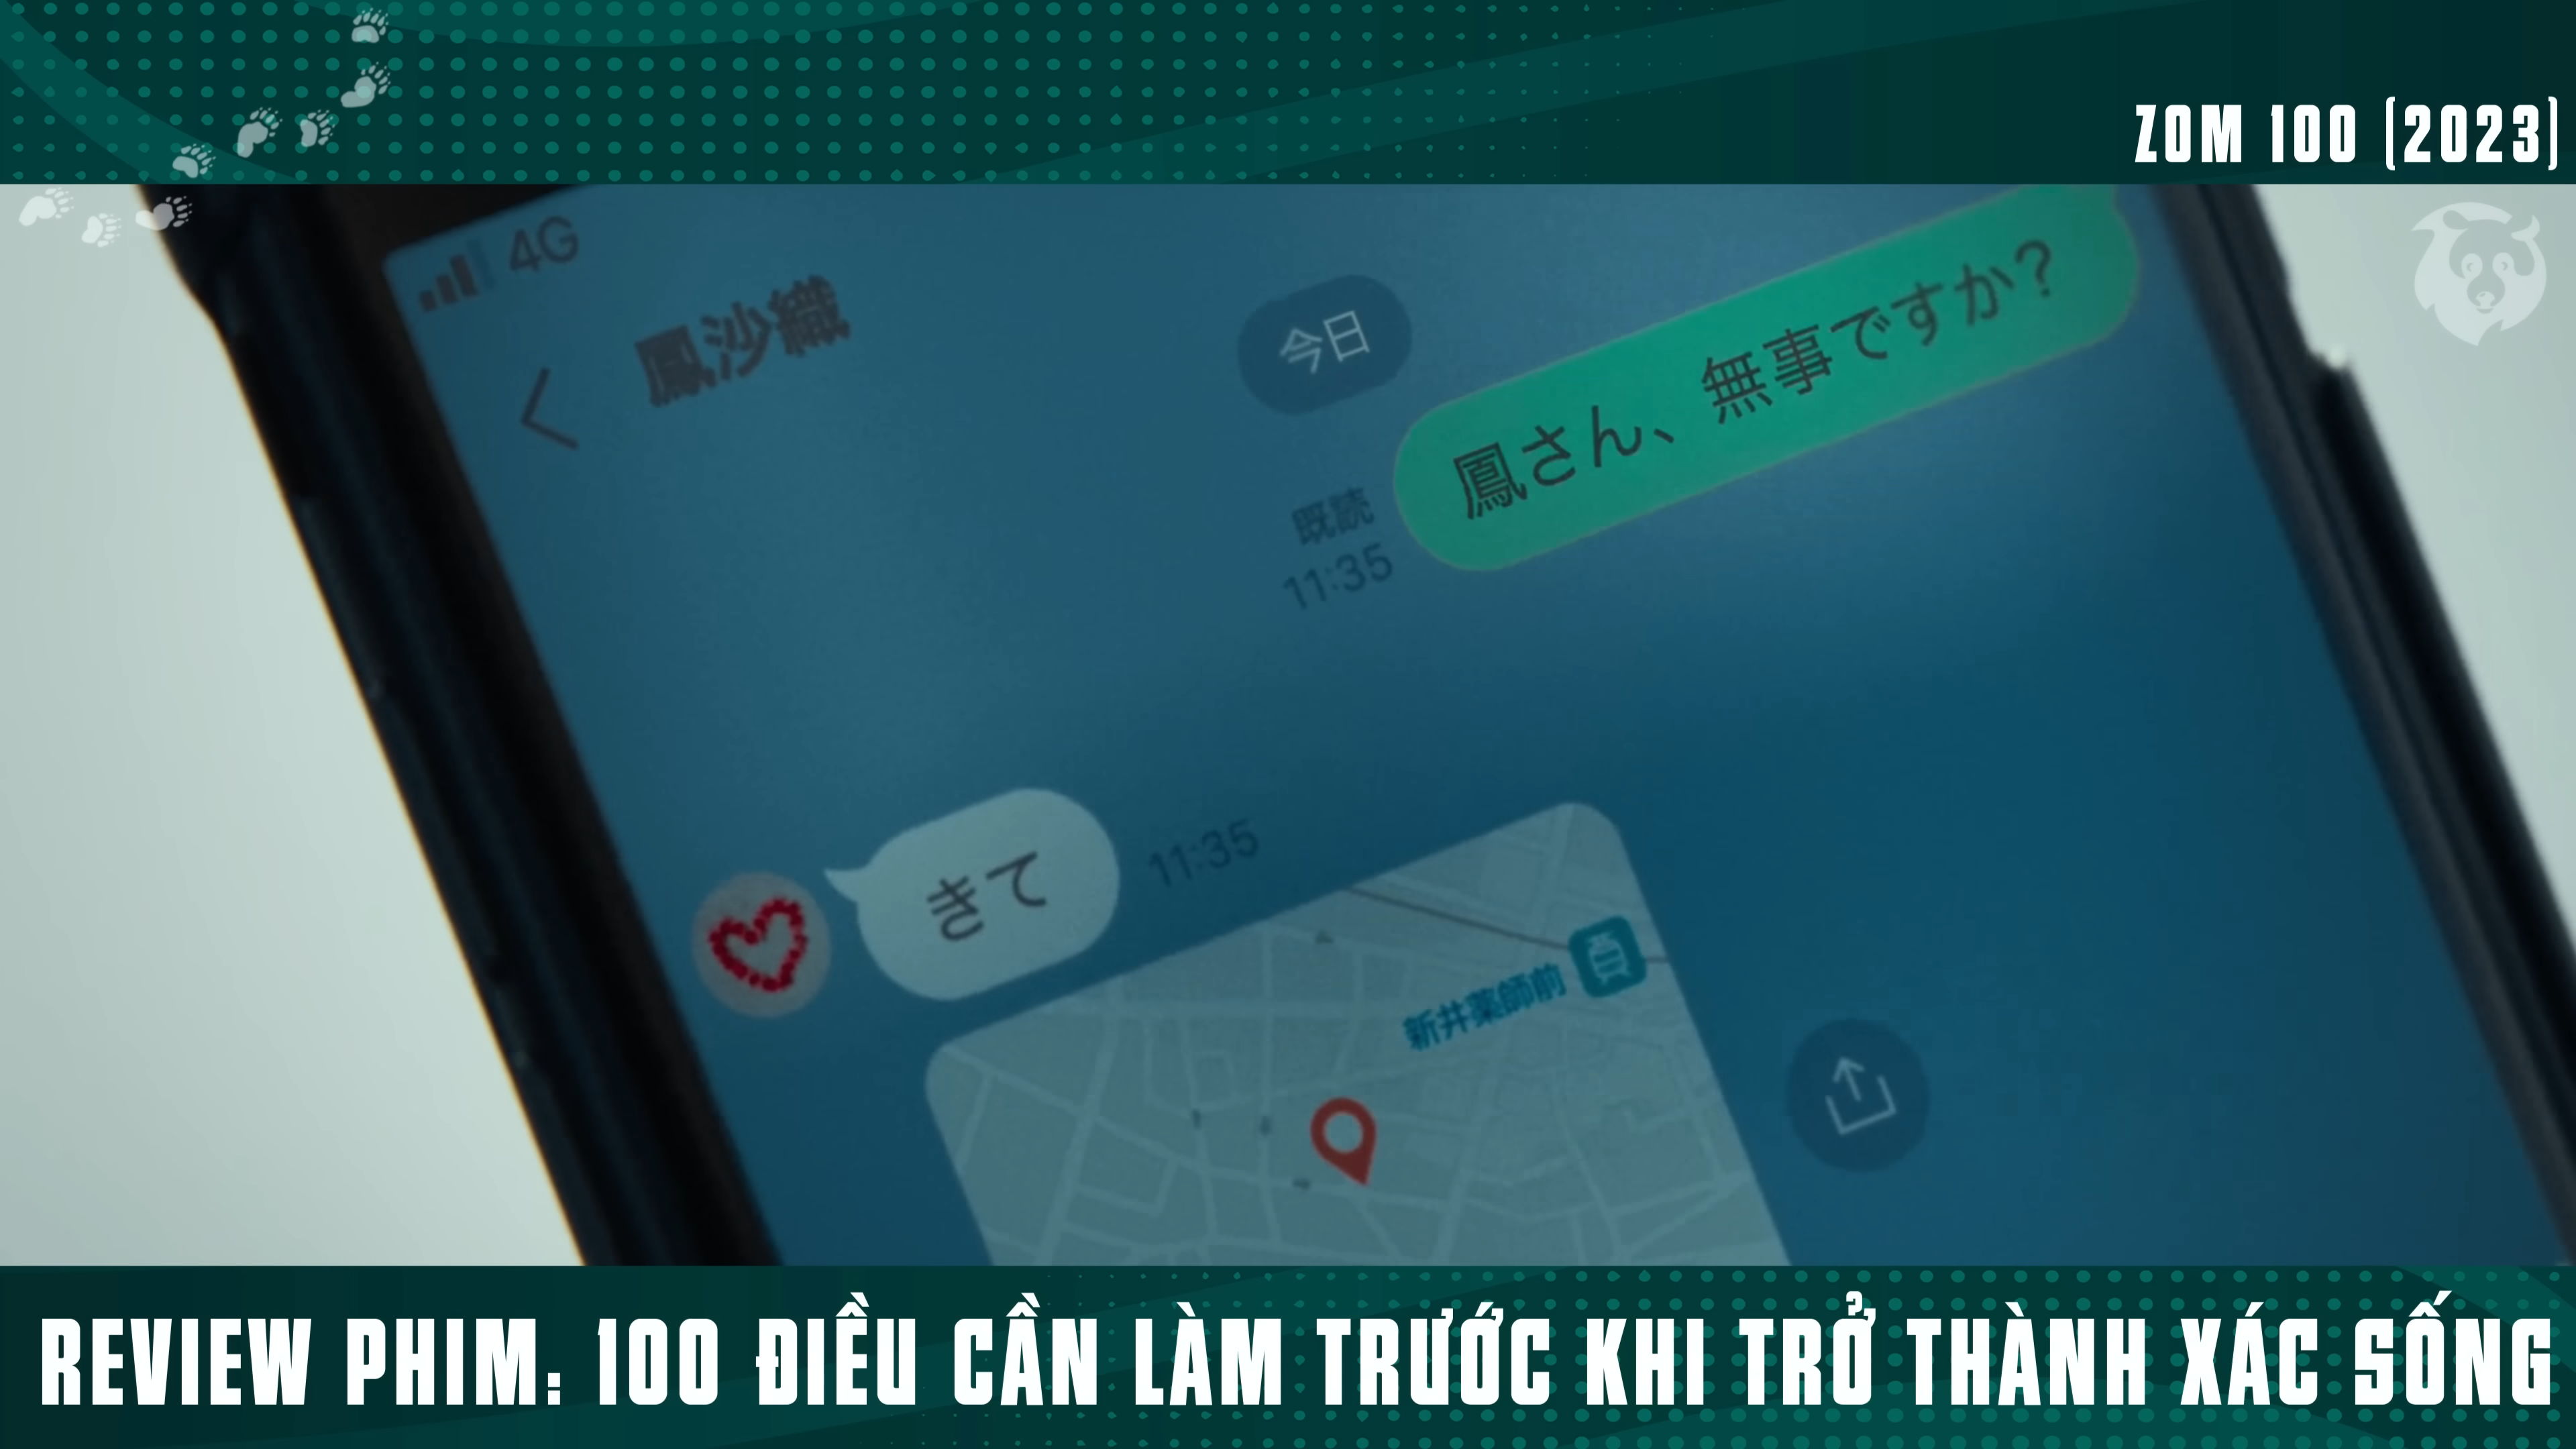 ZOM 100 (2023)
4G
鳳沙織
今日
鳳さん、無事ですか?
既読
11:35
きて
11:35
新井薬師前
REVIEW PHIM: 100 ĐIỀU CẦN LÀM TRƯỚC KHI TRỞ THÀNH XÁC SỐNG